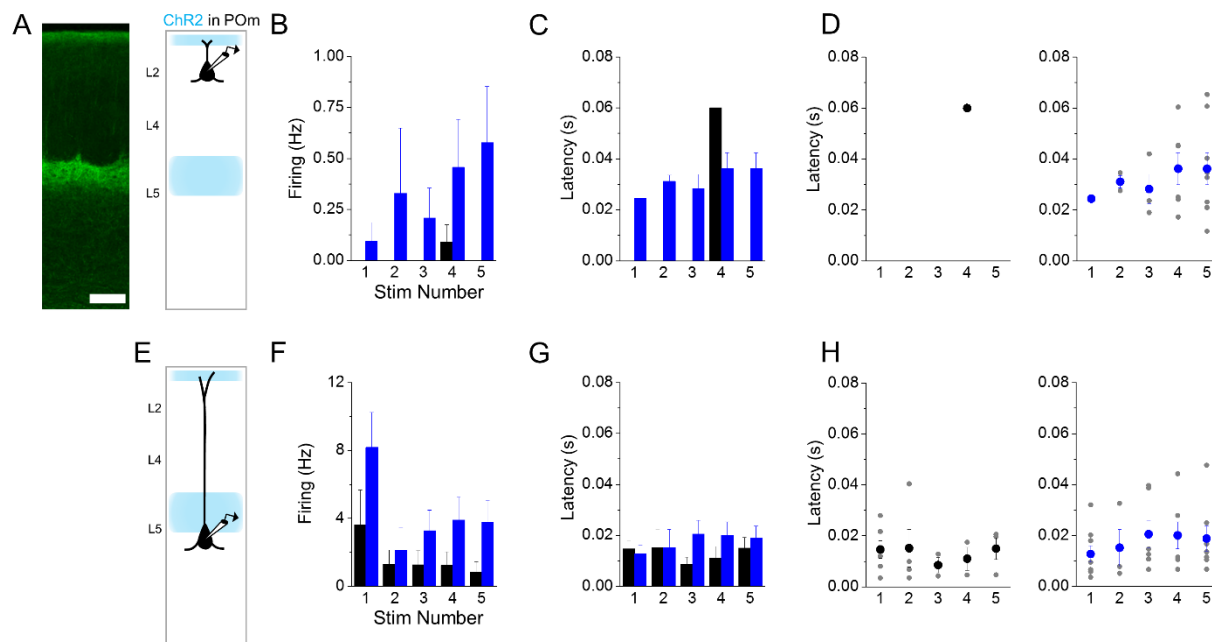 A
ChR2 in POm
L2
L4
L5
B
Firing (Hz)
1.00
0.75
0.50
0.25
0.00
1 2 3 4 5
Stim Number
C
Latency (s)
0.08
0.06
0.04
0.02
0.00
1 2 3 4 5
D
Latency (s)
0.08
0.06
0.04
0.02
0.00
1 2 3 4 5
0.08
0.06
0.04
0.02
0.00
1 2 3 4 5
E
L2
L4
L5
F
Firing (Hz)
12
8
4
0
1 2 3 4 5
Stim Number
G
Latency (s)
0.08
0.06
0.04
0.02
0.00
1 2 3 4 5
H
Latency (s)
0.08
0.06
0.04
0.02
0.00
1 2 3 4 5
0.08
0.06
0.04
0.02
0.00
1 2 3 4 5